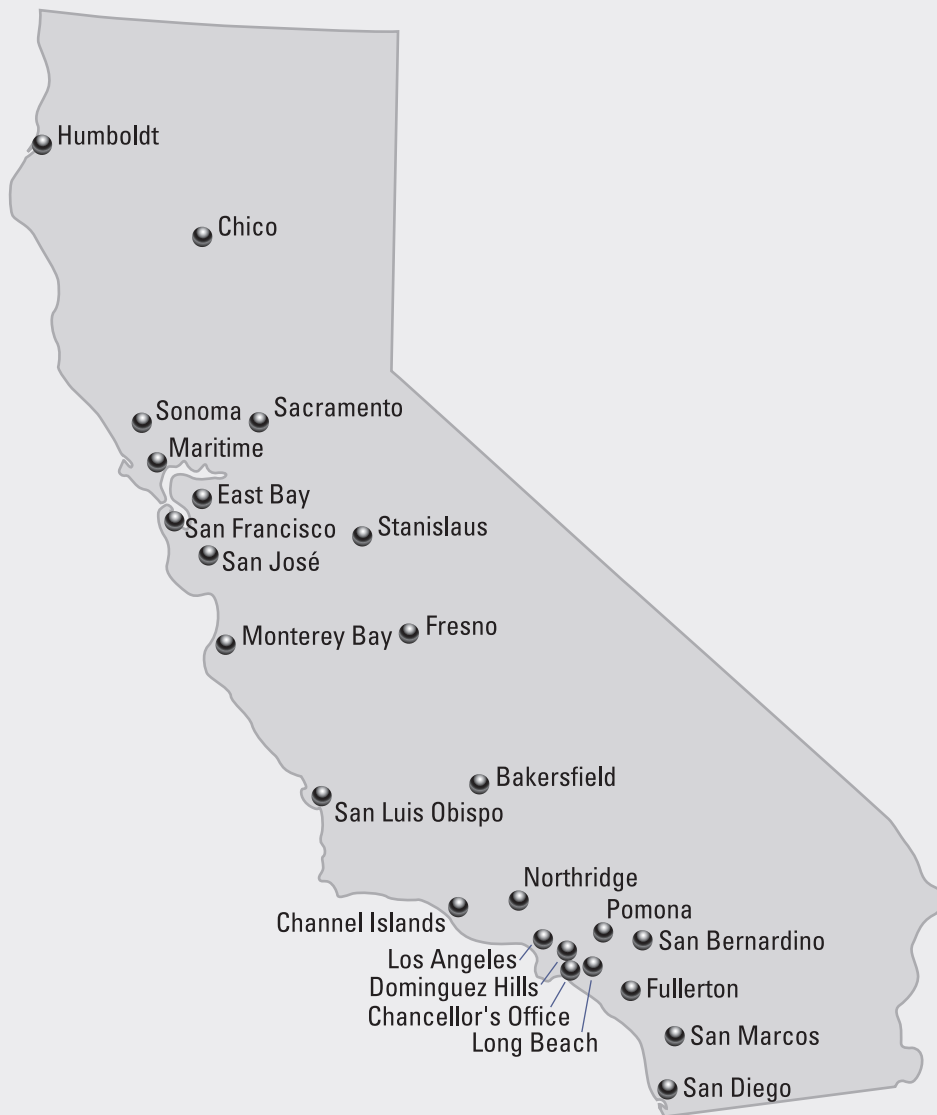 Humboldt
Chico
Sonoma
Sacramento
Maritime
East Bay
San Francisco
Stanislaus
San José
Monterey Bay
Fresno
Bakersfield
San Luis Obispo
Northridge
Channel Islands
Pomona
San Bernardino
Los Angeles
Dominguez Hills
Fullerton
Chancellor's Office
Long Beach
San Marcos
San Diego